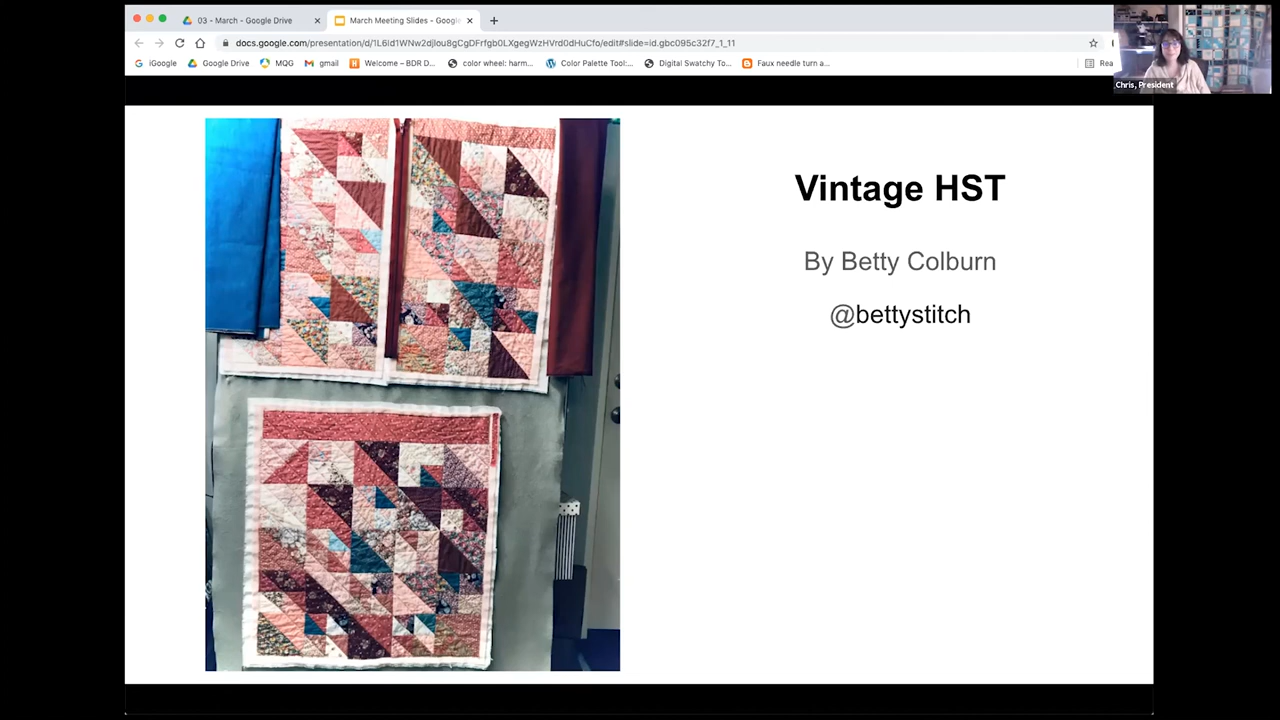 03 - March - Google Drive
March Meeting Slides - Google
docs.google.com/presentation/d/1L6id1WNw2djlou8gCgDFrfgb0LXgegWzHVrd0dHuCfo/edit#slide=id.gbc095c32f7_1_11
iGoogle
Google Drive
MQG
gmail
Welcome – BDR D...
color wheel: harm...
Color Palette Tool:...
Digital Swatchy To...
Faux needle turn a...
Rea
Chris, President
Vintage HST
By Betty Colburn
@bettystitch